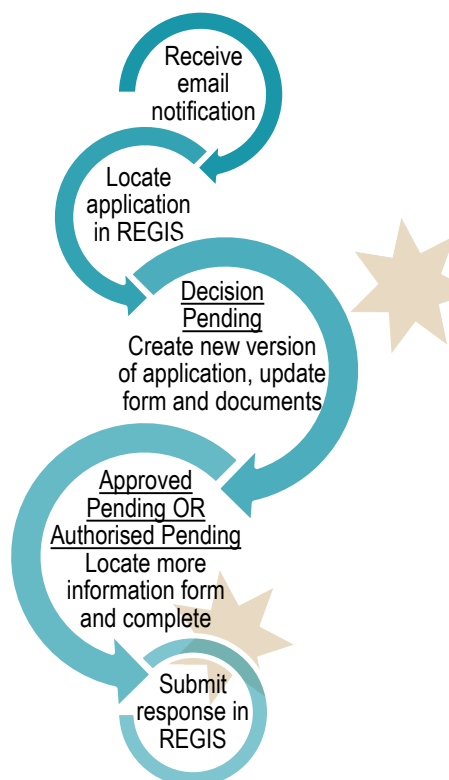 Receive
email
notification
Locate
application
in REGIS
Decision
Pending
Create new version
of application, update
form and documents
Approved
Pending OR
Authorised Pending
Locate more
information form
and complete
Submit
response in
REGIS